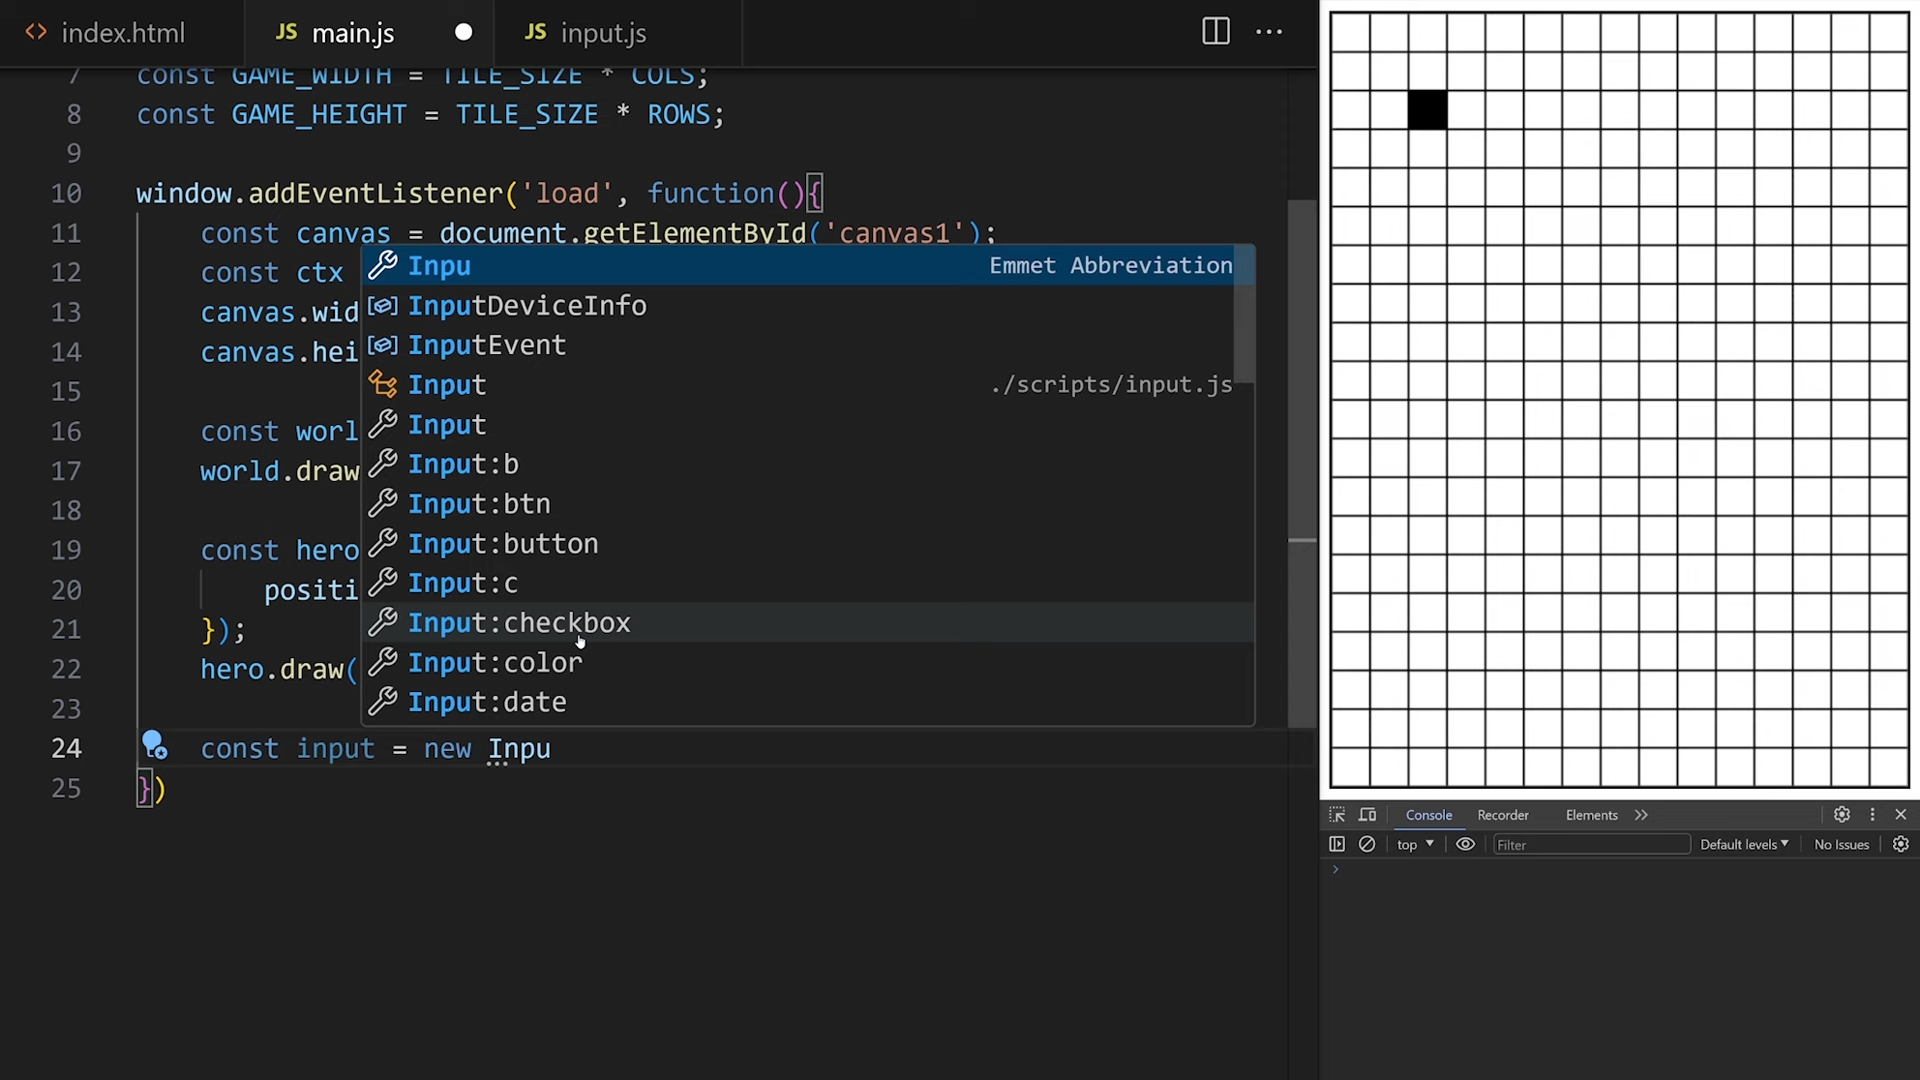 index.html
JS main.js
JS input.js
7 const GAME_WIDTH = TILE_SIZE * COLS;
8 const GAME_HEIGHT = TILE_SIZE * ROWS;
9
10 window.addEventListener('load', function(){
11 const canvas = document.getElementById('canvas1');
12 const ctx
13 canvas.wid
14 canvas.hei
15
16 const worl
17 world.draw
18
19 const hero
20 positi
21 });
22 hero.draw(
23
24 const input = new Inpu
25 })
Inpu Emmet Abbreviation
InputDeviceInfo
InputEvent
Input ./scripts/input.js
Input
Input:b
Input:btn
Input:button
Input:c
Input:checkbox
Input:color
Input:date
Console Recorder Elements
top Filter Default levels No Issues